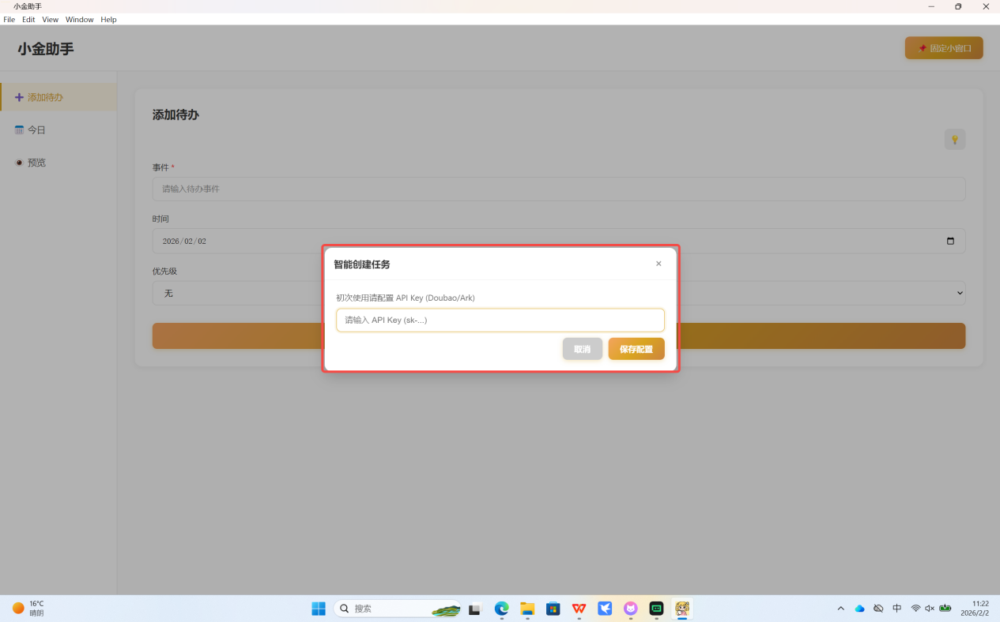 小金助手
File Edit View Window Help
小金助手
📌 固定小窗口
添加待办
今日
预览
添加待办
事件 *
请输入待办事件
时间
2026/02/02
优先级
无
智能创建任务
×
初次使用请配置 API Key (Doubao/Ark)
请输入 API Key (sk-...)
取消
保存配置
16°C
晴朗
搜索
中
11:22
2026/2/2